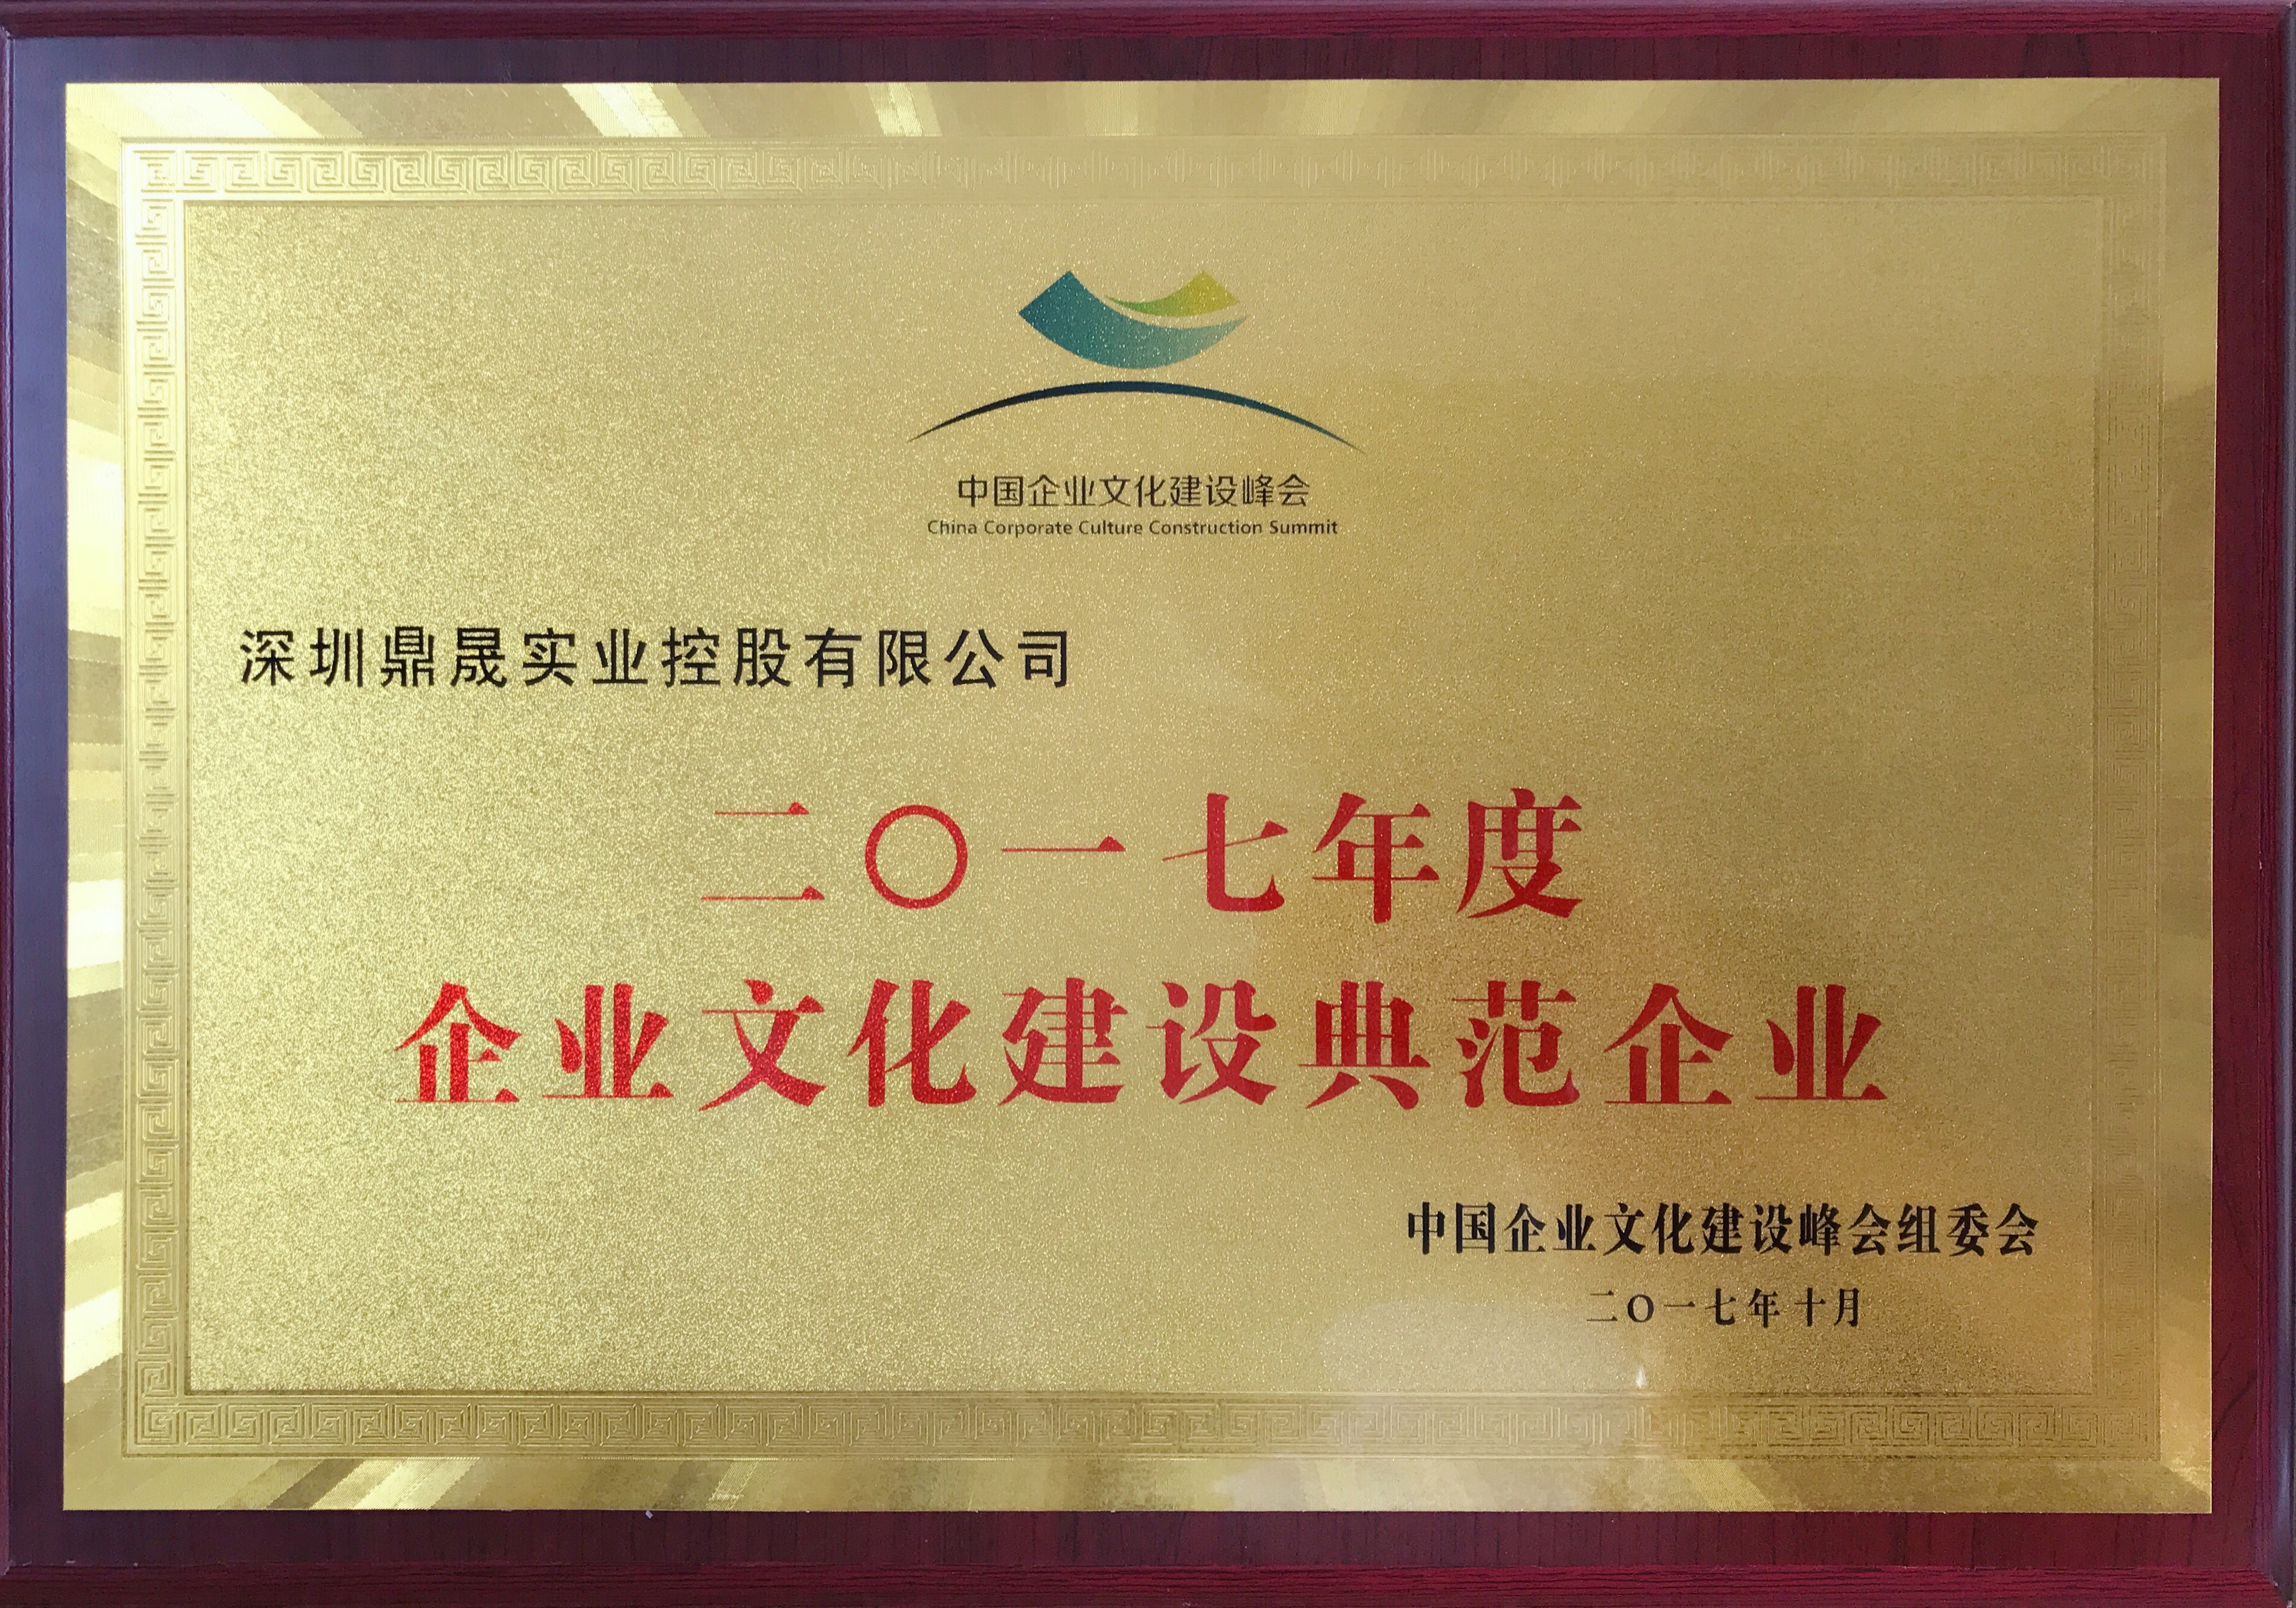 中国企业文化建设峰会
China Corporate Culture Construction Summit
深圳鼎晟实业控股有限公司
二〇一七年度
企业文化建设典范企业
中国企业文化建设峰会组委会
二〇一七年十月